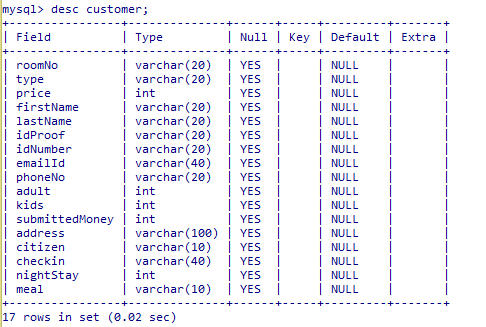 mysql> desc customer;
+----------------+--------------+------+-----+---------+-------+
| Field          | Type         | Null | Key | Default | Extra |
+----------------+--------------+------+-----+---------+-------+
| roomNo         | varchar(20)  | YES  |     | NULL    |       |
| type           | varchar(20)  | YES  |     | NULL    |       |
| price          | int          | YES  |     | NULL    |       |
| firstName      | varchar(20)  | YES  |     | NULL    |       |
| lastName       | varchar(20)  | YES  |     | NULL    |       |
| idProof        | varchar(20)  | YES  |     | NULL    |       |
| idNumber       | varchar(20)  | YES  |     | NULL    |       |
| emailId        | varchar(40)  | YES  |     | NULL    |       |
| phoneNo        | varchar(20)  | YES  |     | NULL    |       |
| adult          | int          | YES  |     | NULL    |       |
| kids           | int          | YES  |     | NULL    |       |
| submittedMoney | int          | YES  |     | NULL    |       |
| address        | varchar(100) | YES  |     | NULL    |       |
| citizen        | varchar(10)  | YES  |     | NULL    |       |
| checkin        | varchar(40)  | YES  |     | NULL    |       |
| nightStay      | int          | YES  |     | NULL    |       |
| meal           | varchar(10)  | YES  |     | NULL    |       |
+----------------+--------------+------+-----+---------+-------+
17 rows in set (0.02 sec)